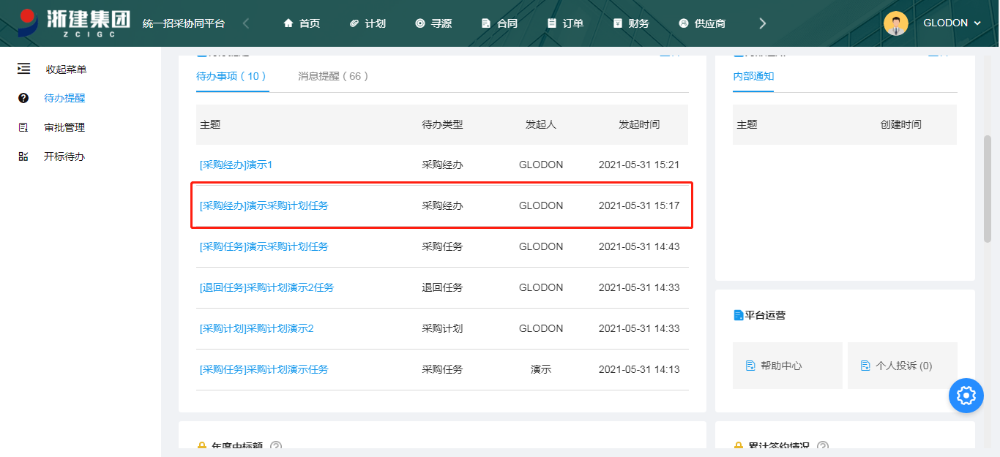 浙建集团
ZCIGC
统一招采协同平台
首页
计划
寻源
合同
订单
财务
供应商
GLODON
收起菜单
待办提醒
审批管理
开标待办
待办事项 ( 10 )
消息提醒 ( 66 )
主题 待办类型 发起人 发起时间
[采购经办]演示1 采购经办 GLODON 2021-05-31 15:21
[采购经办]演示采购计划任务 采购经办 GLODON 2021-05-31 15:17
[采购任务]演示采购计划任务 采购任务 GLODON 2021-05-31 14:43
[退回任务]采购计划演示2任务 退回任务 GLODON 2021-05-31 14:33
[采购计划]采购计划演示2 采购计划 GLODON 2021-05-31 14:33
[采购任务]采购计划演示任务 采购任务 演示 2021-05-31 14:13
内部通知
主题 创建时间
平台运营
帮助中心
个人投诉 (0)
年度中标额
累计签约情况